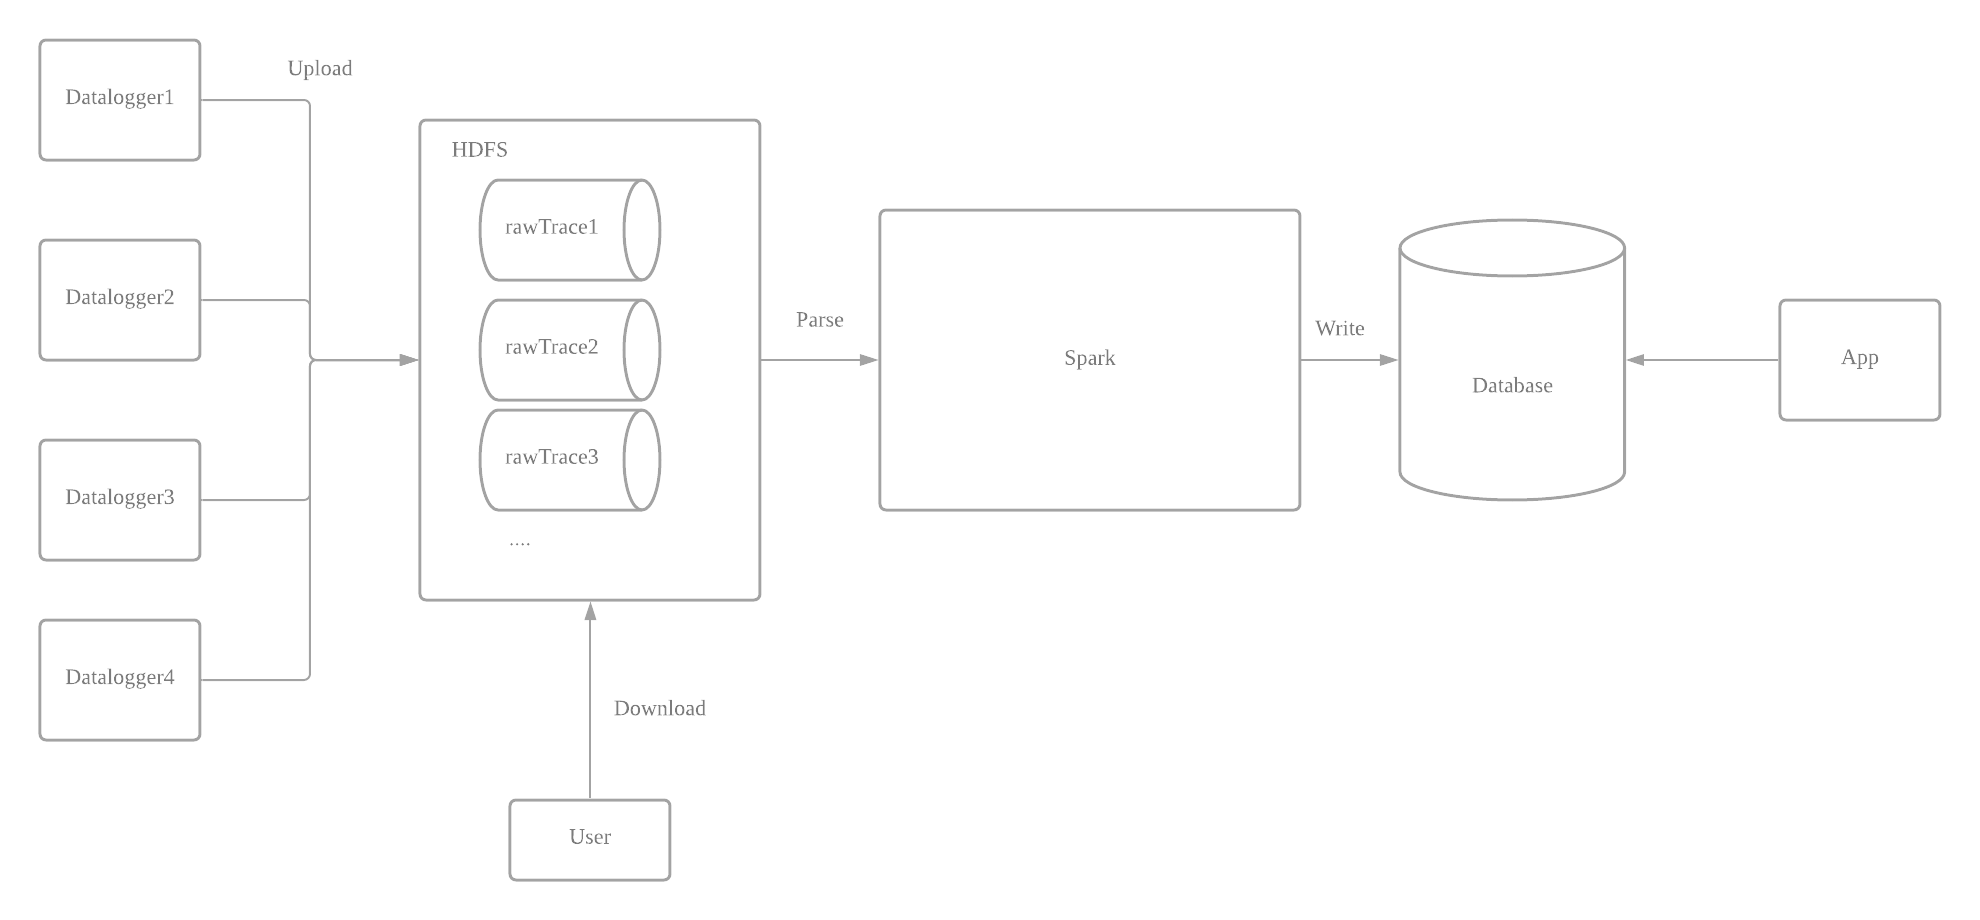 Datalogger1
Upload
Datalogger2
Datalogger3
Datalogger4
HDFS
rawTrace1
rawTrace2
rawTrace3
....
Parse
Spark
Write
Database
App
Download
User